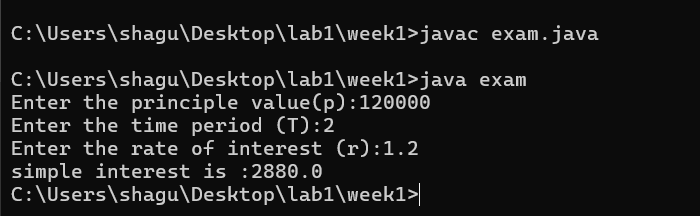 C:\Users\shagu\Desktop\lab1\week1>javac exam.java
C:\Users\shagu\Desktop\lab1\week1>java exam
Enter the principle value(p):120000
Enter the time period (T):2
Enter the rate of interest (r):1.2
simple interest is :2880.0
C:\Users\shagu\Desktop\lab1\week1>